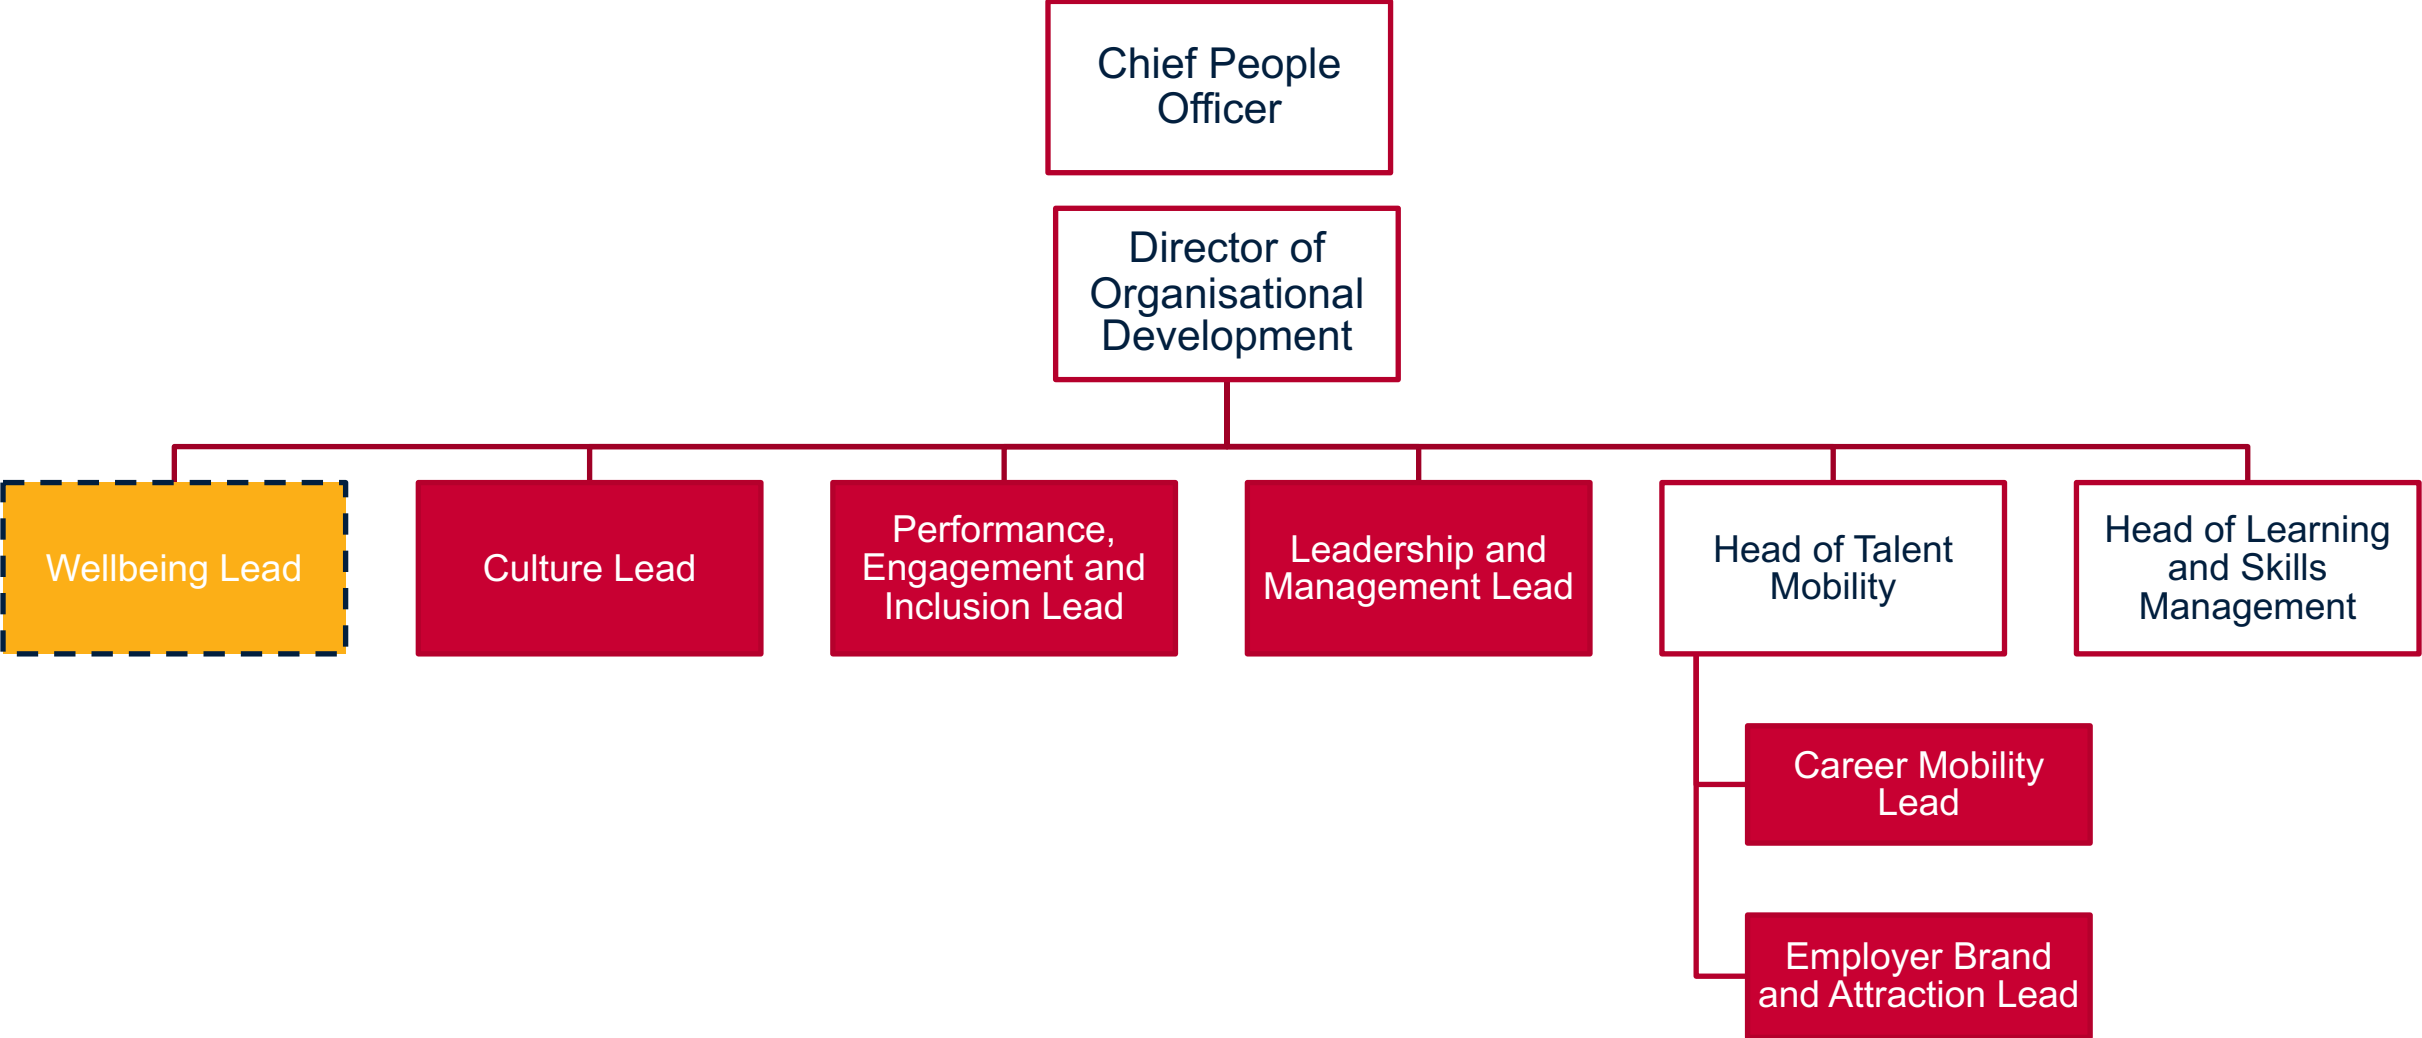 Chief People
Officer
Director of
Organisational
Development
Wellbeing Lead
Culture Lead
Performance,
Engagement and
Inclusion Lead
Leadership and
Management Lead
Head of Talent
Mobility
Head of Learning
and Skills
Management
Career Mobility
Lead
Employer Brand
and Attraction Lead